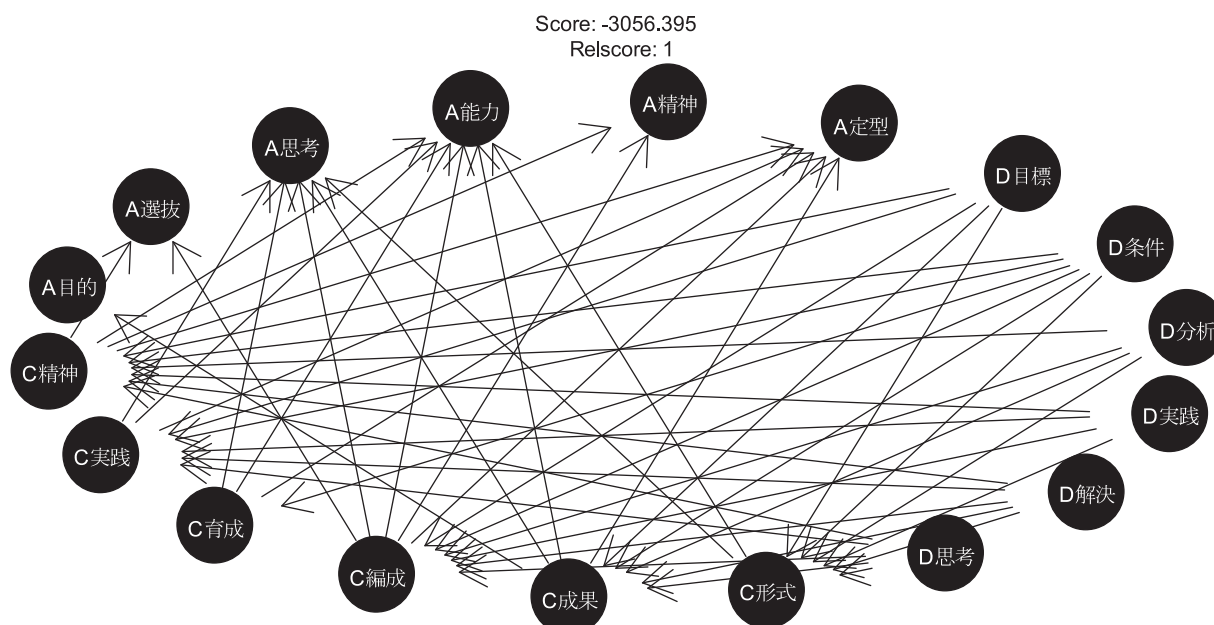 Score: -3056.395
Relscore: 1
A精神
A能力
A定型
A思考
D目標
A選抜
D条件
A目的
D分析
C精神
D実践
C実践
D解決
C育成
D思考
C編成
C形式
C成果